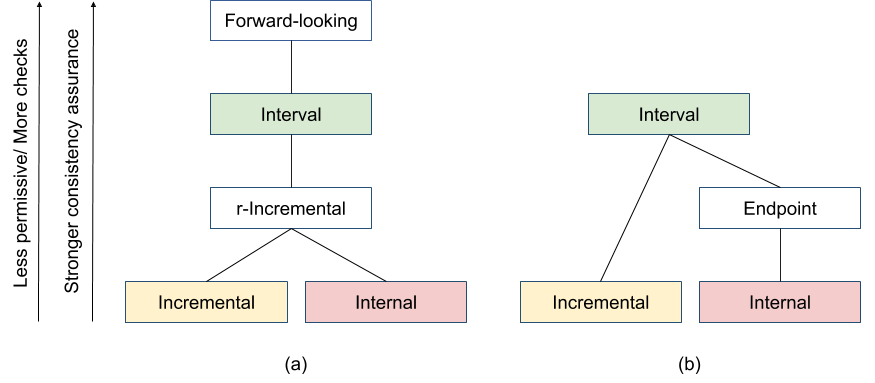 Less permissive/ More checks
Stronger consistency assurance
Forward-looking
Interval
r-Incremental
Incremental
Internal
(a)
Interval
Endpoint
Incremental
Internal
(b)